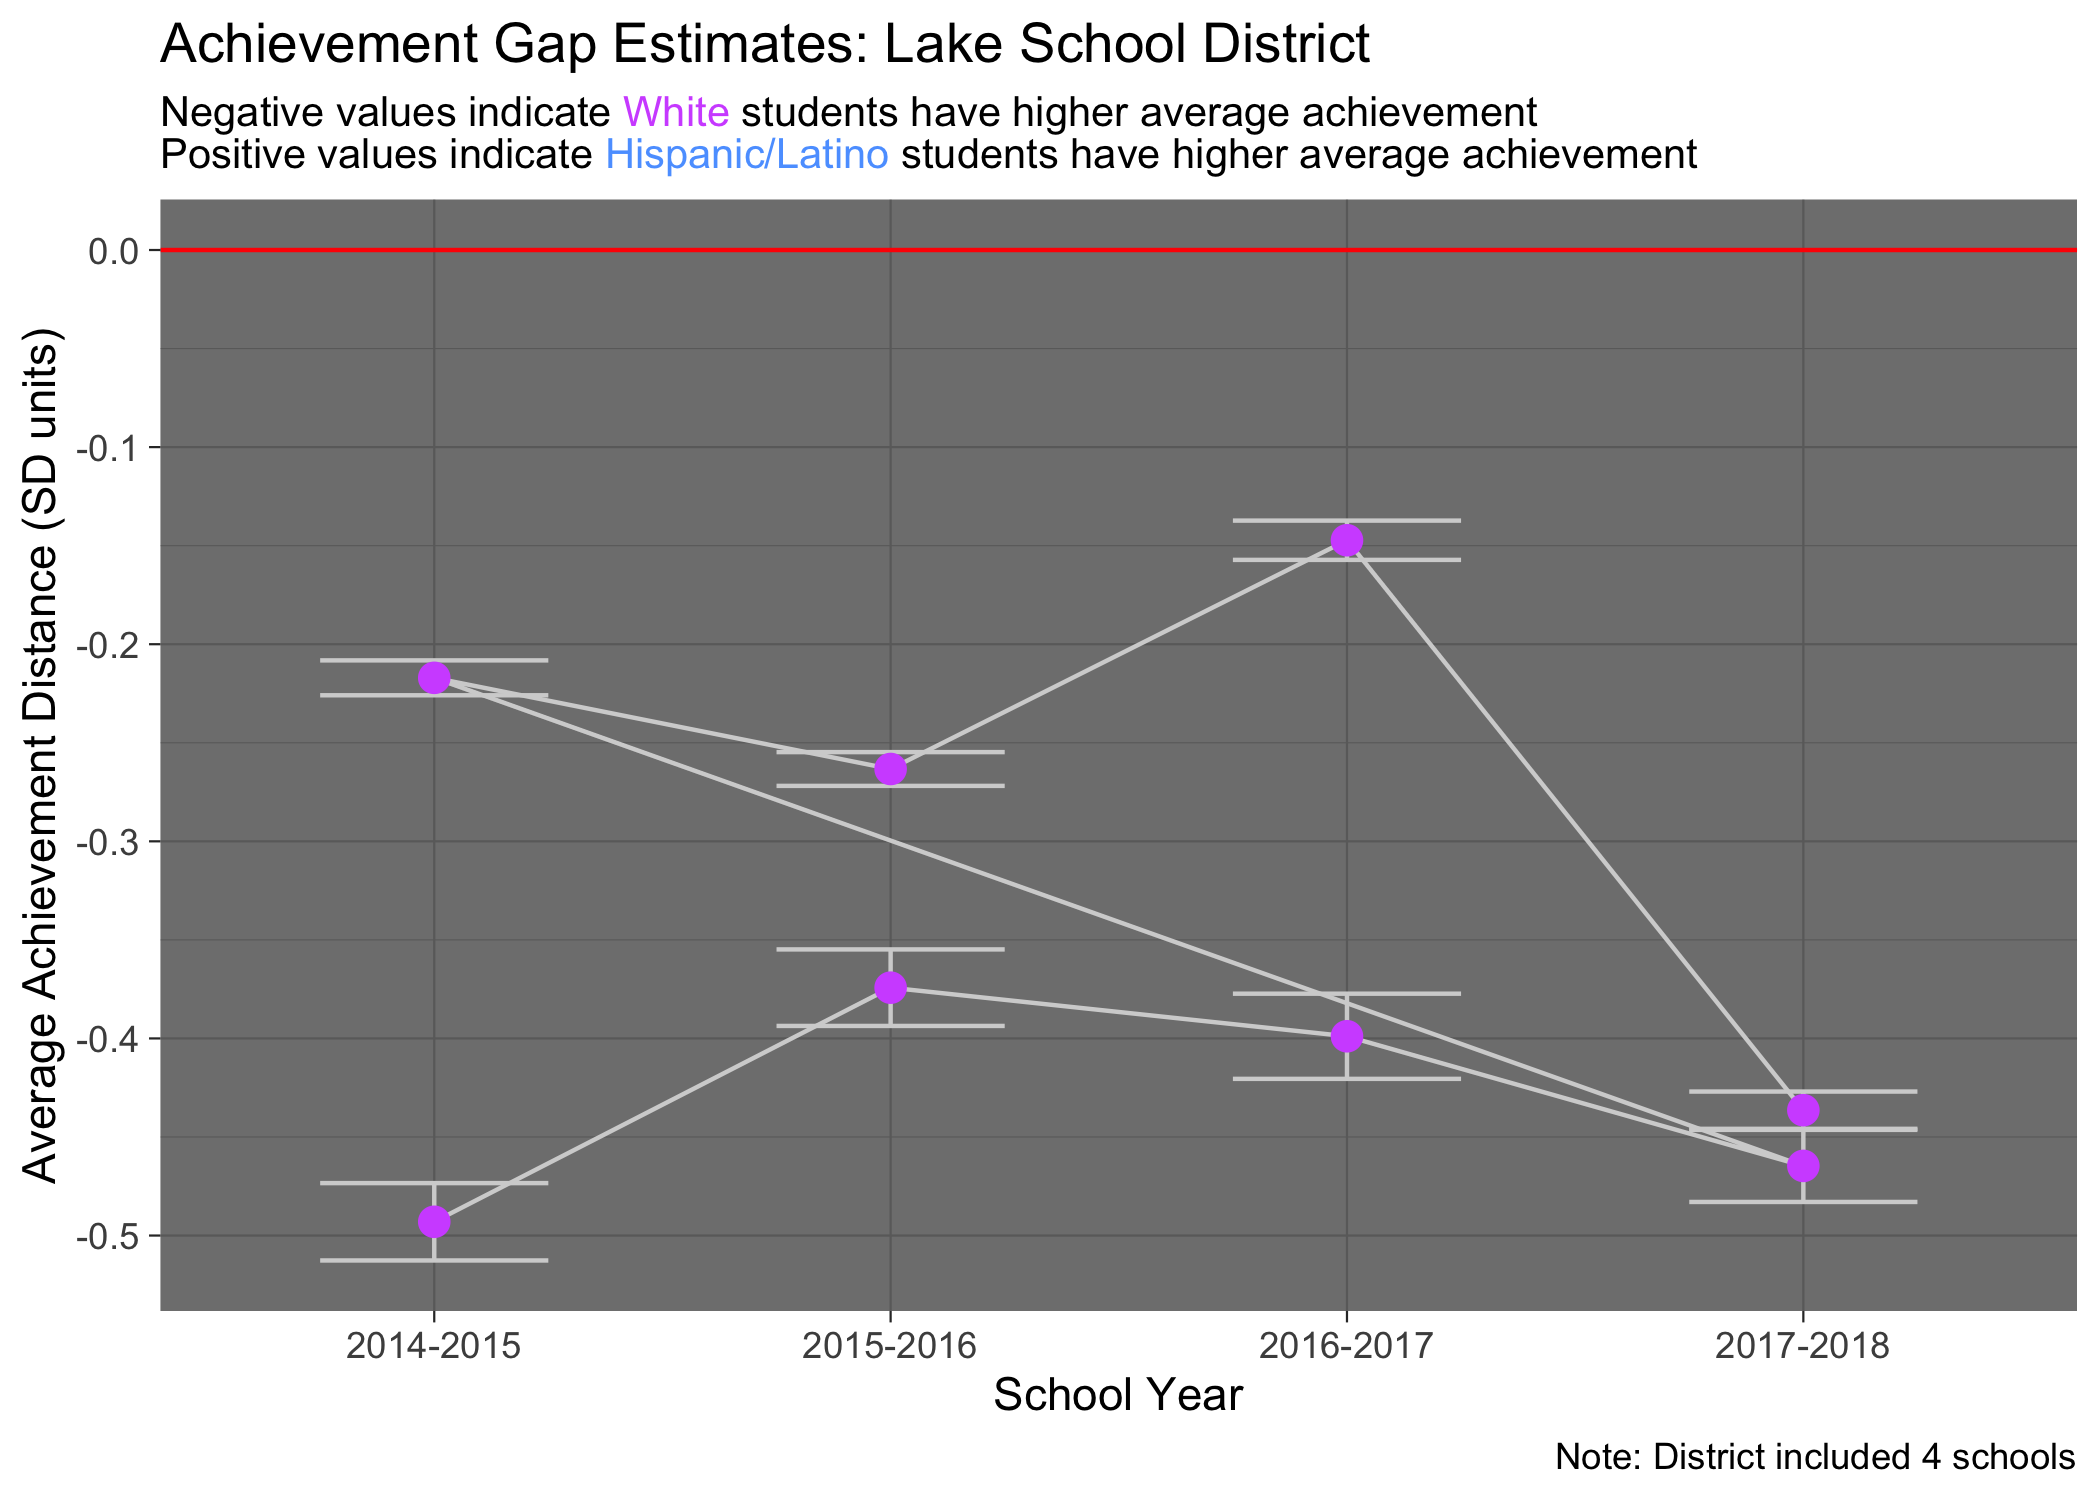 Achievement Gap Estimates: Lake School District
Negative values indicate White students have higher average achievement
Positive values indicate Hispanic/Latino students have higher average achievement
Average Achievement Distance (SD units)
0.0
-0.1
-0.2
-0.3
-0.4
-0.5
2014-2015
2015-2016
2016-2017
2017-2018
School Year
Note: District included 4 schools